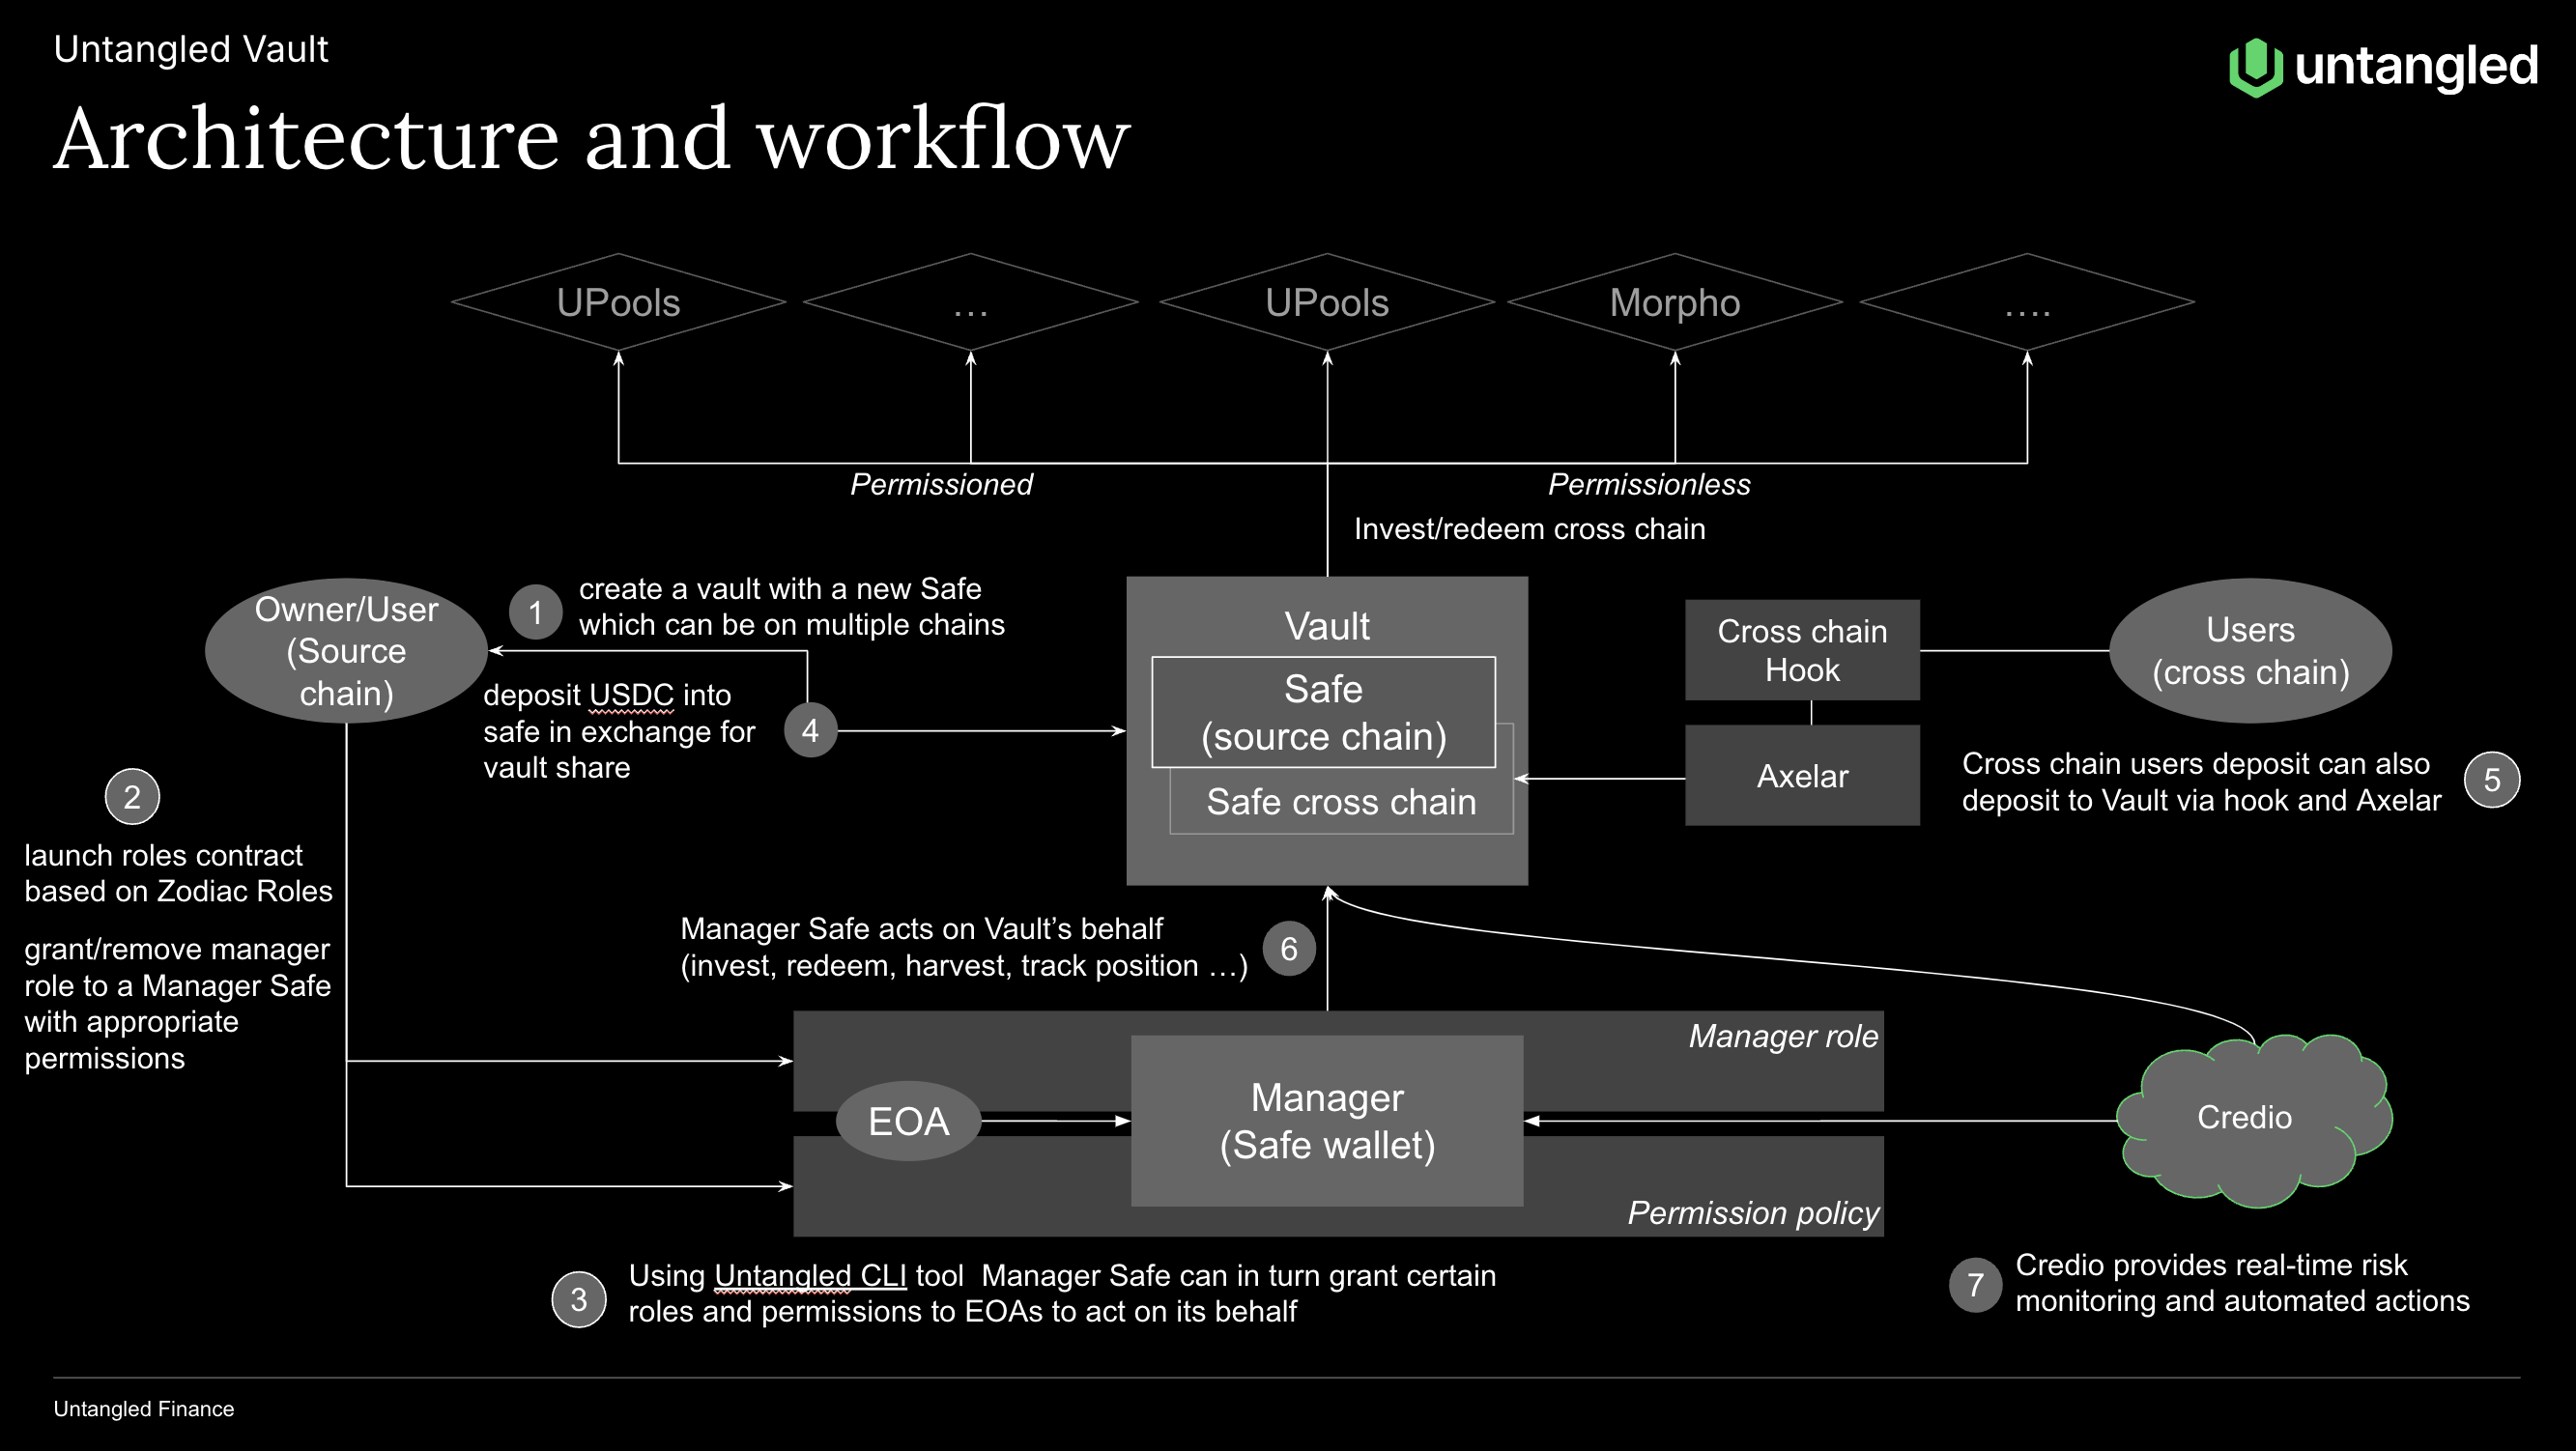 Untangled Vault
untangled
Architecture and workflow
UPools
…
UPools
Morpho
….
Permissioned
Permissionless
Invest/redeem cross chain
Owner/User
(Source
chain)
1
create a vault with a new Safe
which can be on multiple chains
deposit USDC into
safe in exchange for
vault share
4
Vault
Safe
(source chain)
Safe cross chain
Cross chain
Hook
Axelar
Users
(cross chain)
Cross chain users deposit can also
deposit to Vault via hook and Axelar
5
2
launch roles contract
based on Zodiac Roles
grant/remove manager
role to a Manager Safe
with appropriate
permissions
Manager Safe acts on Vault’s behalf
(invest, redeem, harvest, track position …)
6
Manager role
EOA
Manager
(Safe wallet)
Permission policy
Credio
3
Using Untangled CLI tool  Manager Safe can in turn grant certain
roles and permissions to EOAs to act on its behalf
7
Credio provides real-time risk
monitoring and automated actions
Untangled Finance